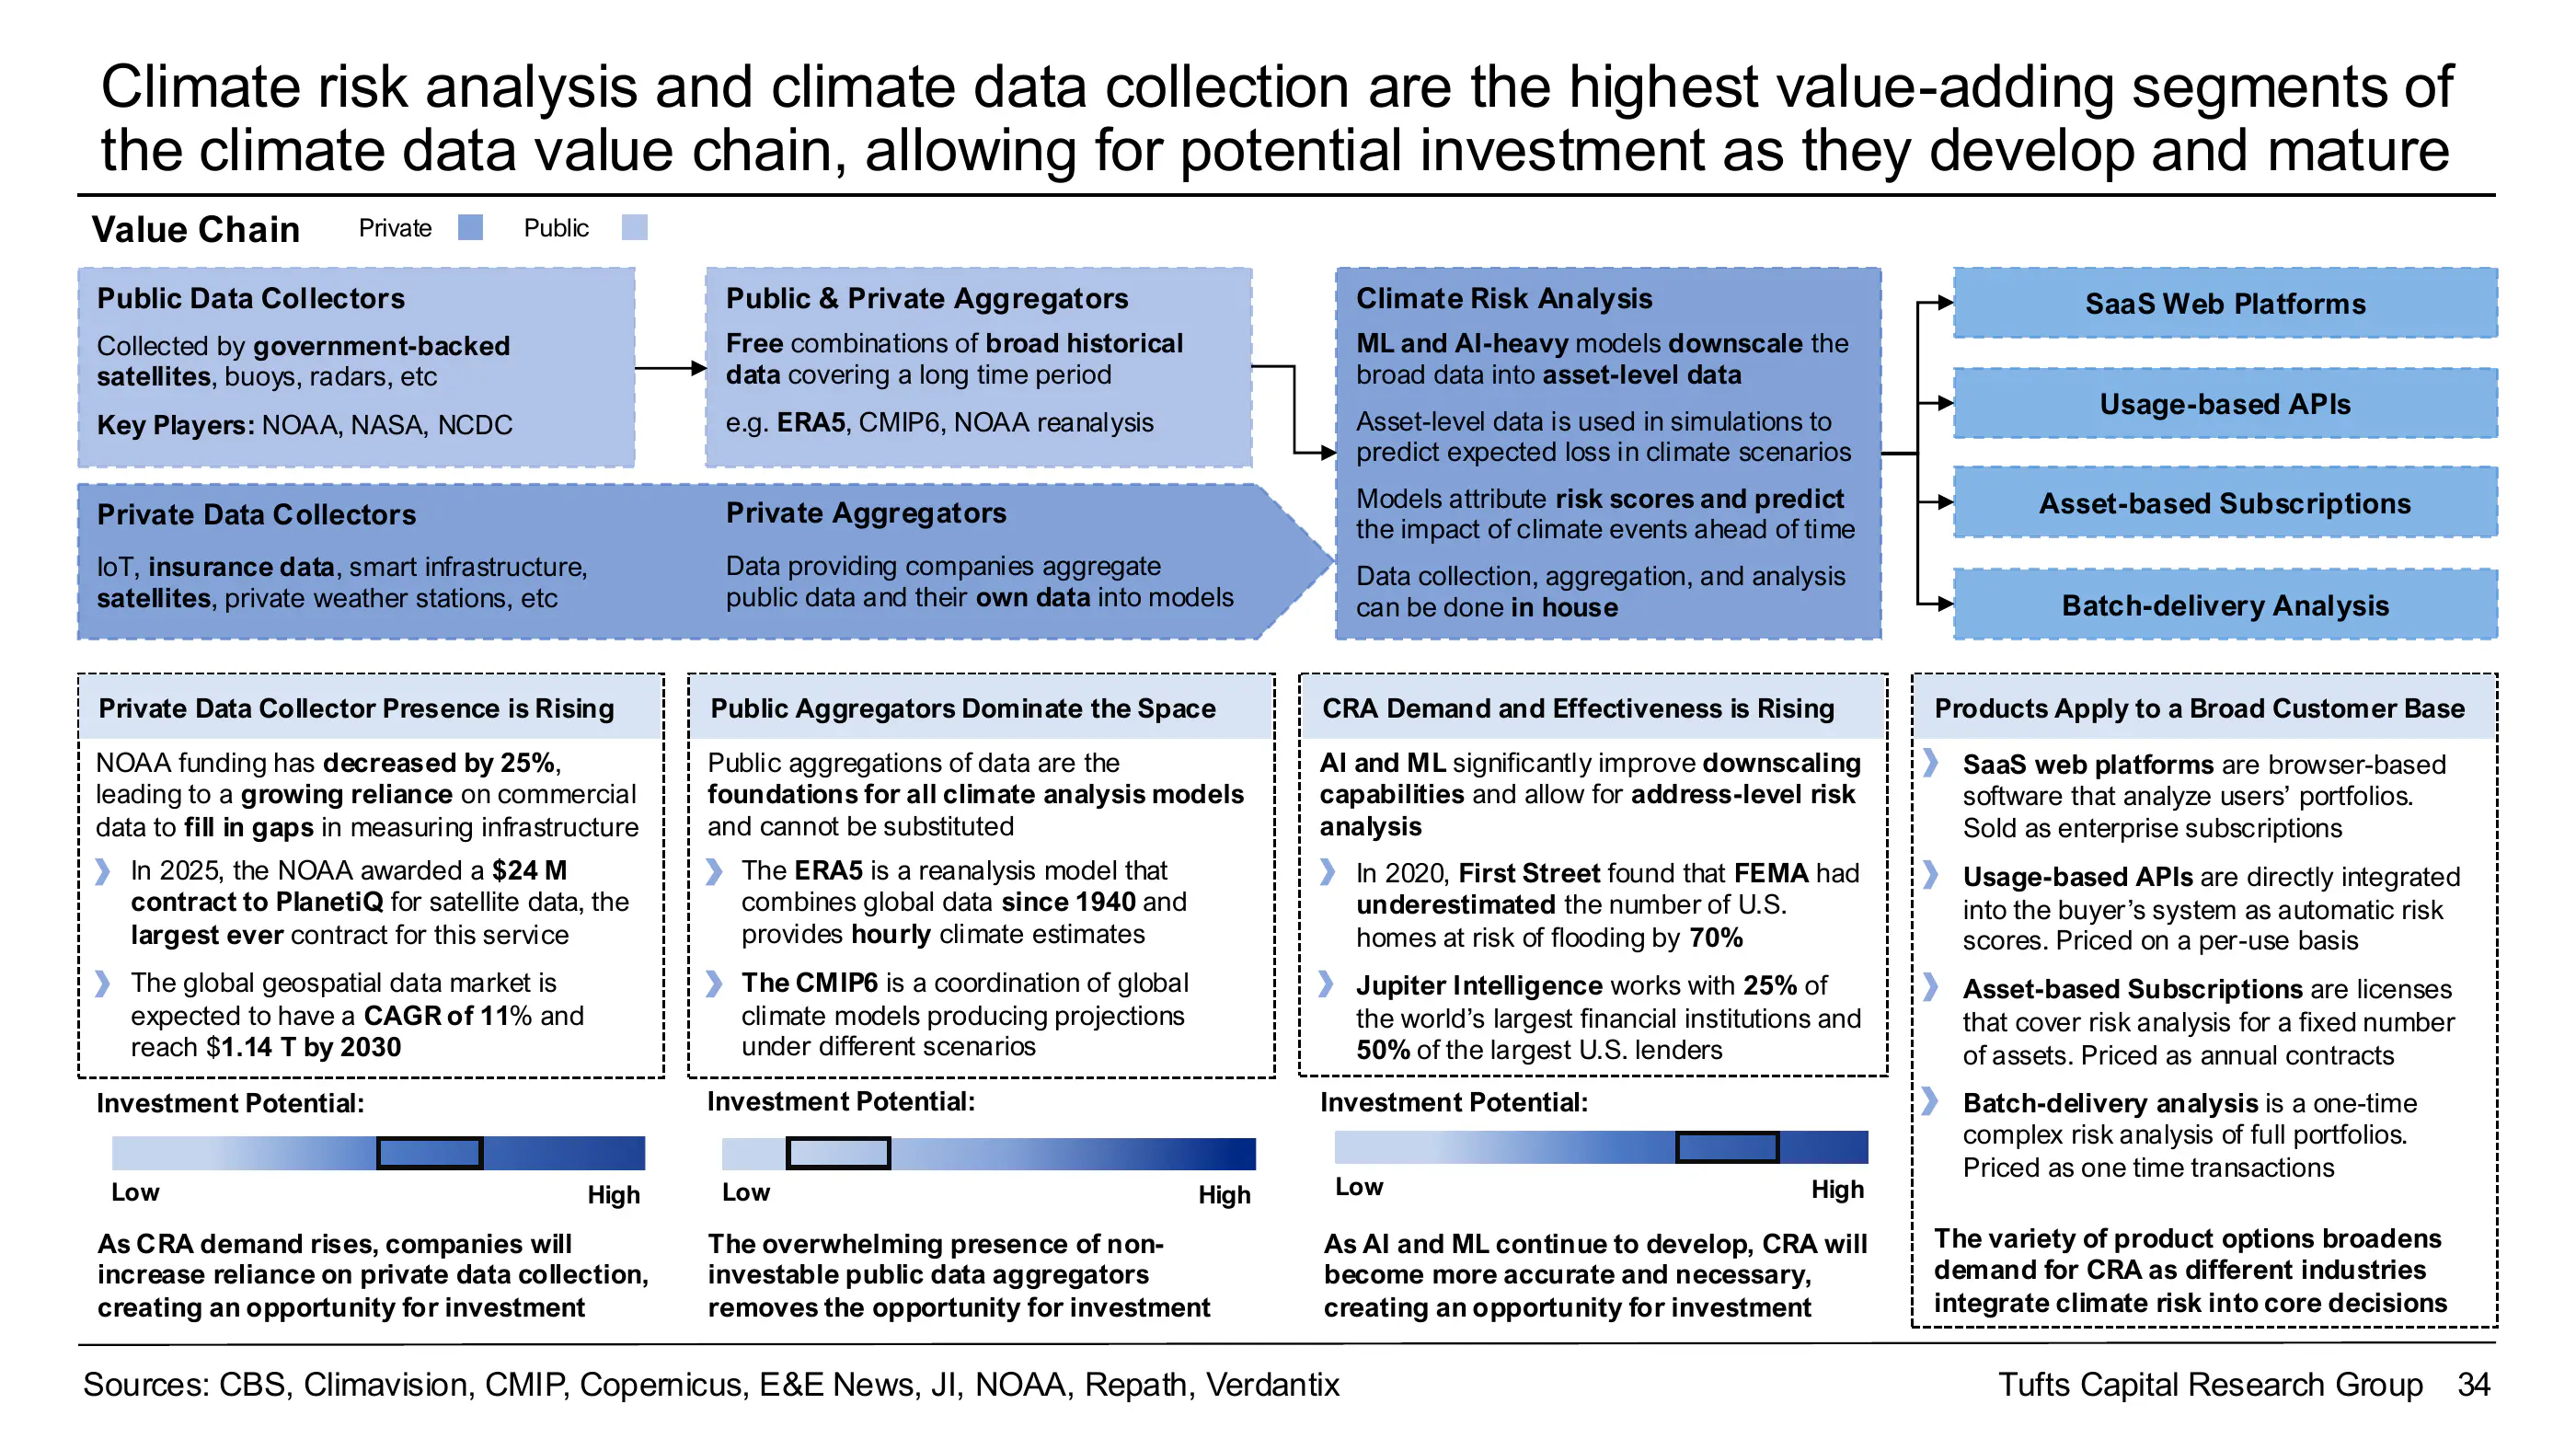 Climate risk analysis and climate data collection are the highest value-adding segments of
the climate data value chain, allowing for potential investment as they develop and mature
Value Chain
Private
Public
Public Data Collectors
Collected by government-backed
satellites, buoys, radars, etc
Key Players: NOAA, NASA, NCDC
Public & Private Aggregators
Free combinations of broad historical
data covering a long time period
e.g. ERA5, CMIP6, NOAA reanalysis
Private Data Collectors
IoT, insurance data, smart infrastructure,
satellites, private weather stations, etc
Private Aggregators
Data providing companies aggregate
public data and their own data into models
Climate Risk Analysis
ML and AI-heavy models downscale the
broad data into asset-level data
Asset-level data is used in simulations to
predict expected loss in climate scenarios
Models attribute risk scores and predict
the impact of climate events ahead of time
Data collection, aggregation, and analysis
can be done in house
SaaS Web Platforms
Usage-based APIs
Asset-based Subscriptions
Batch-delivery Analysis
Private Data Collector Presence is Rising
NOAA funding has decreased by 25%,
leading to a growing reliance on commercial
data to fill in gaps in measuring infrastructure
In 2025, the NOAA awarded a $24 M
contract to PlanetiQ for satellite data, the
largest ever contract for this service
The global geospatial data market is
expected to have a CAGR of 11% and
reach $1.14 T by 2030
Investment Potential:
Low
High
As CRA demand rises, companies will
increase reliance on private data collection,
creating an opportunity for investment
Public Aggregators Dominate the Space
Public aggregations of data are the
foundations for all climate analysis models
and cannot be substituted
The ERA5 is a reanalysis model that
combines global data since 1940 and
provides hourly climate estimates
The CMIP6 is a coordination of global
climate models producing projections
under different scenarios
Investment Potential:
Low
High
The overwhelming presence of non-
investable public data aggregators
removes the opportunity for investment
CRA Demand and Effectiveness is Rising
AI and ML significantly improve downscaling
capabilities and allow for address-level risk
analysis
In 2020, First Street found that FEMA had
underestimated the number of U.S.
homes at risk of flooding by 70%
Jupiter Intelligence works with 25% of
the world's largest financial institutions and
50% of the largest U.S. lenders
Investment Potential:
Low
High
As AI and ML continue to develop, CRA will
become more accurate and necessary,
creating an opportunity for investment
Products Apply to a Broad Customer Base
SaaS web platforms are browser-based
software that analyze users' portfolios.
Sold as enterprise subscriptions
Usage-based APIs are directly integrated
into the buyer's system as automatic risk
scores. Priced on a per-use basis
Asset-based Subscriptions are licenses
that cover risk analysis for a fixed number
of assets. Priced as annual contracts
Batch-delivery analysis is a one-time
complex risk analysis of full portfolios.
Priced as one time transactions
The variety of product options broadens
demand for CRA as different industries
integrate climate risk into core decisions
Sources: CBS, Climavision, CMIP, Copernicus, E&E News, JI, NOAA, Repath, Verdantix
Tufts Capital Research Group 34